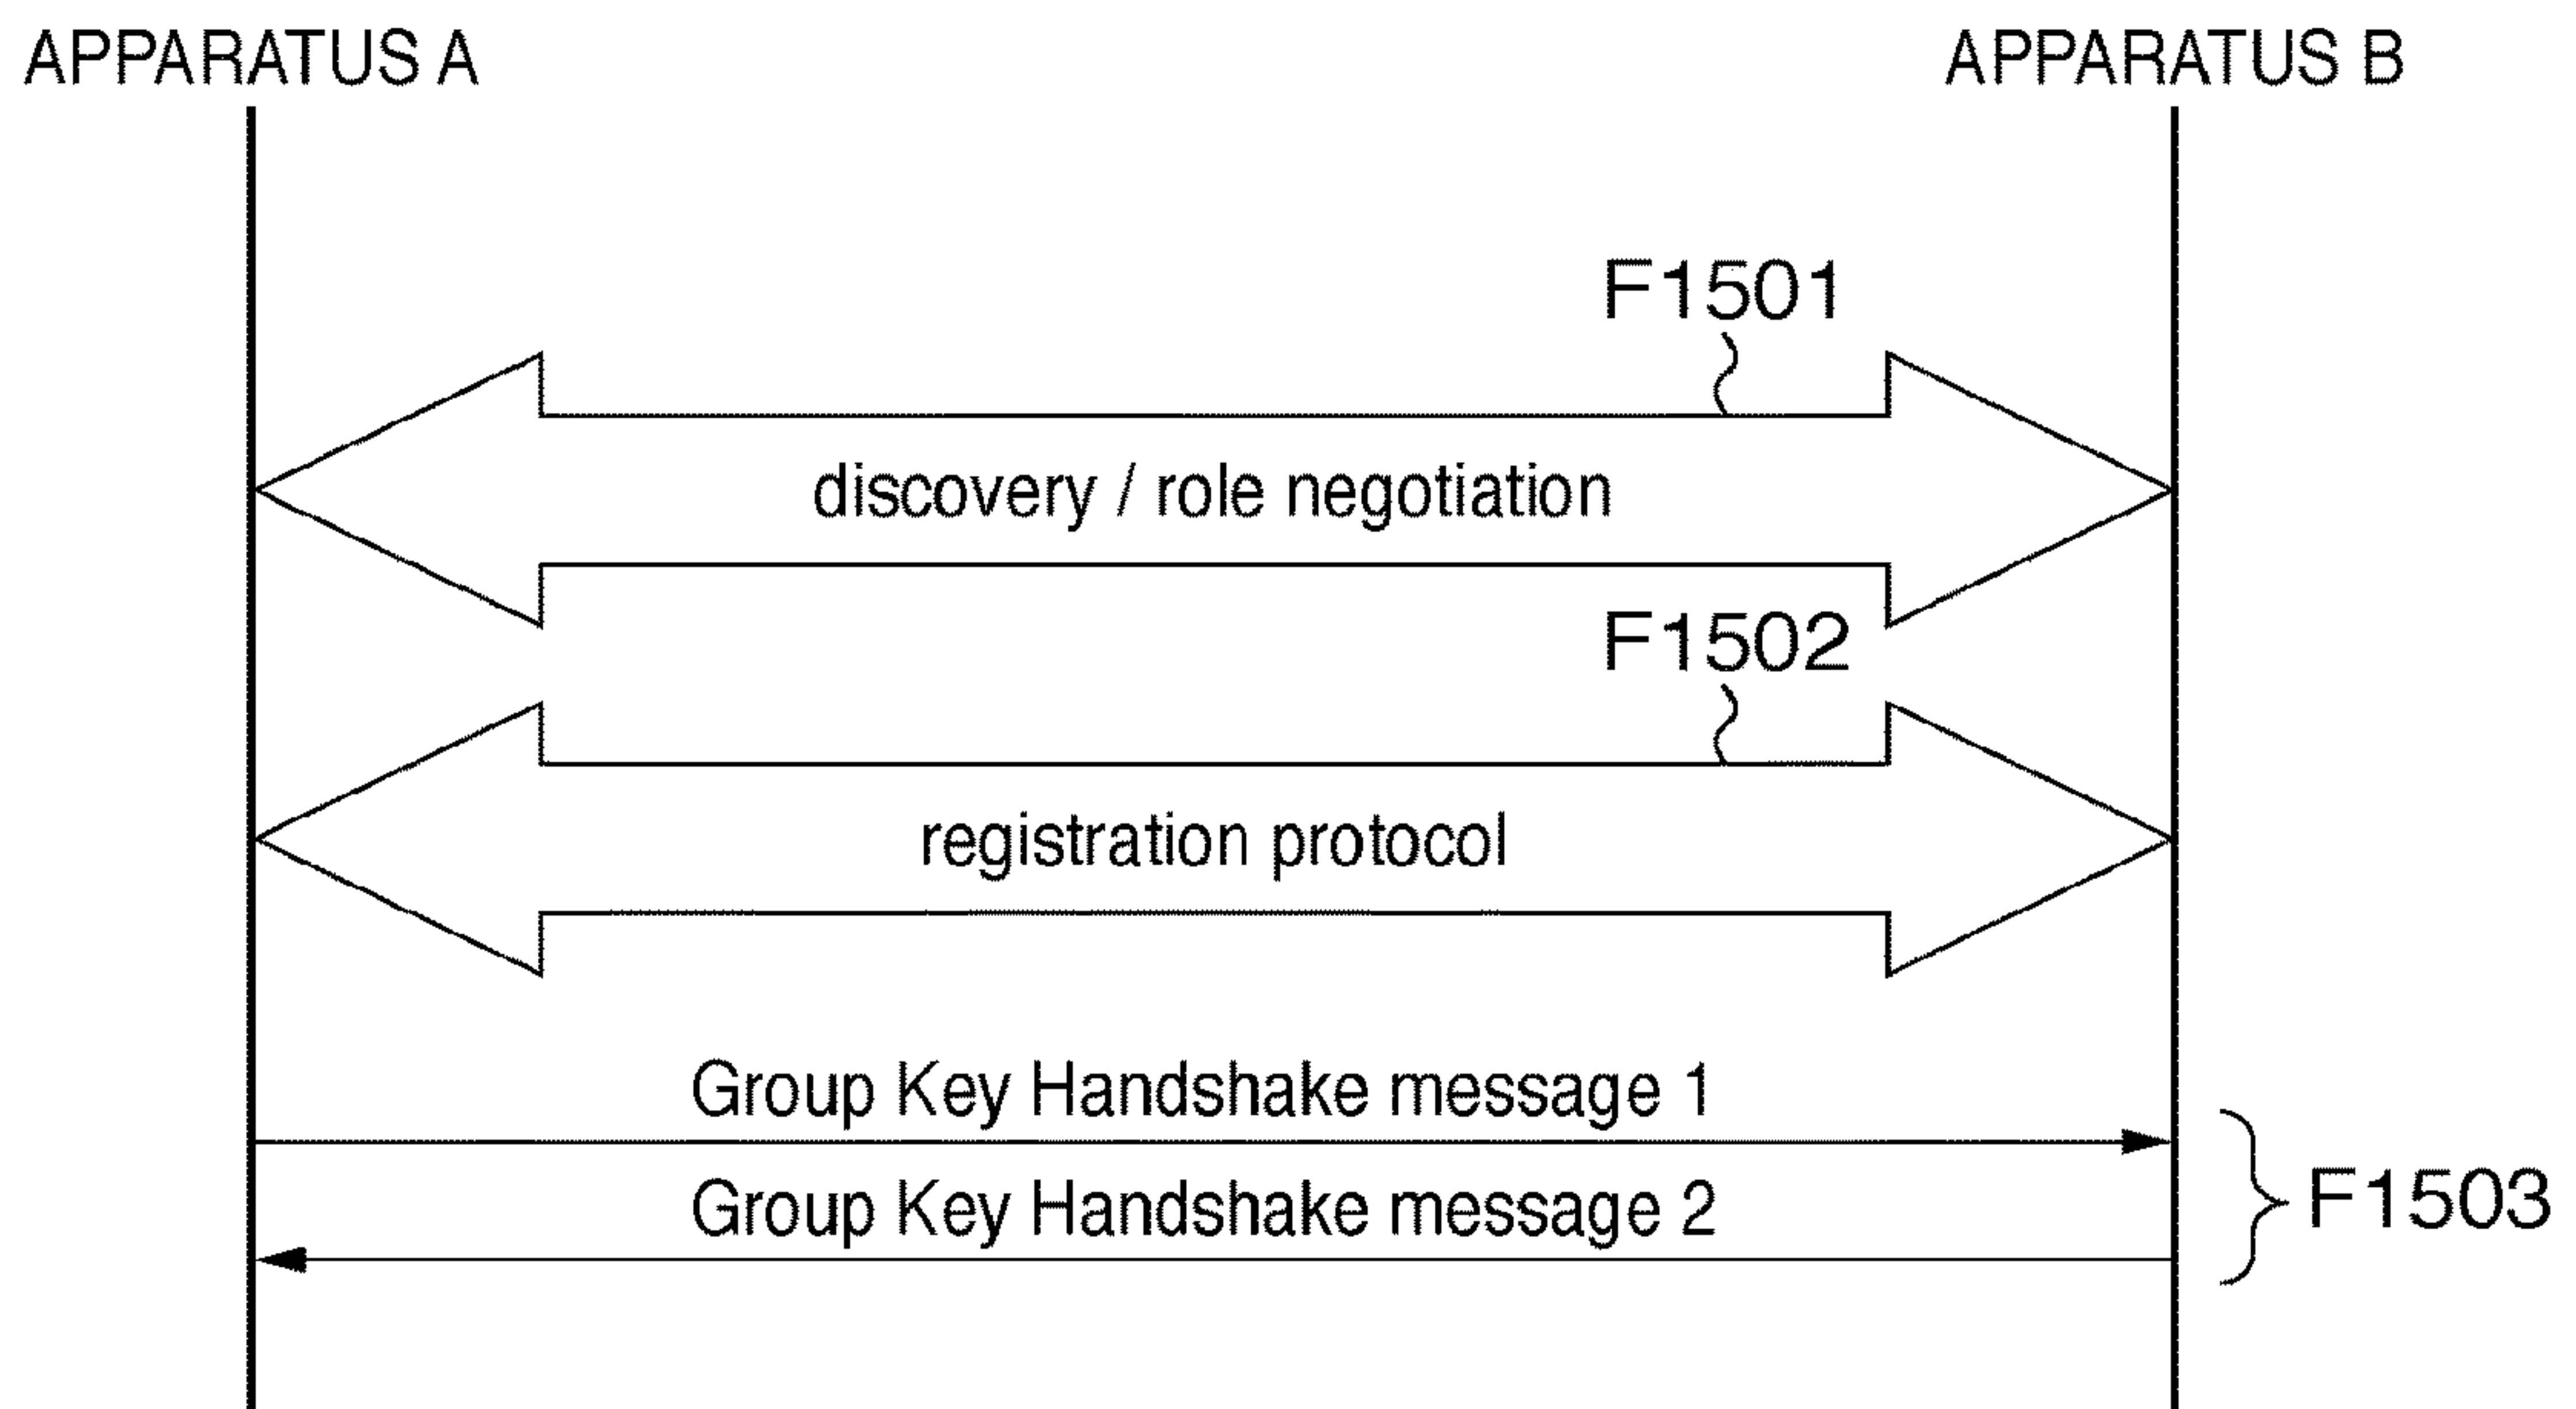 APPARATUS A
APPARATUS B
F1501
discovery / role negotiation
F1502
registration protocol
Group Key Handshake message 1
Group Key Handshake message 2
F1503